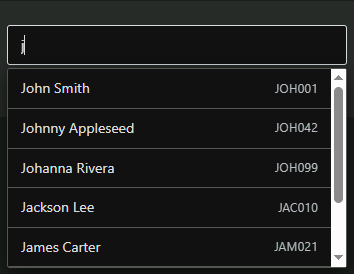 j
John Smith JOH001
Johnny Appleseed JOH042
Johanna Rivera JOH099
Jackson Lee JAC010
James Carter JAM021